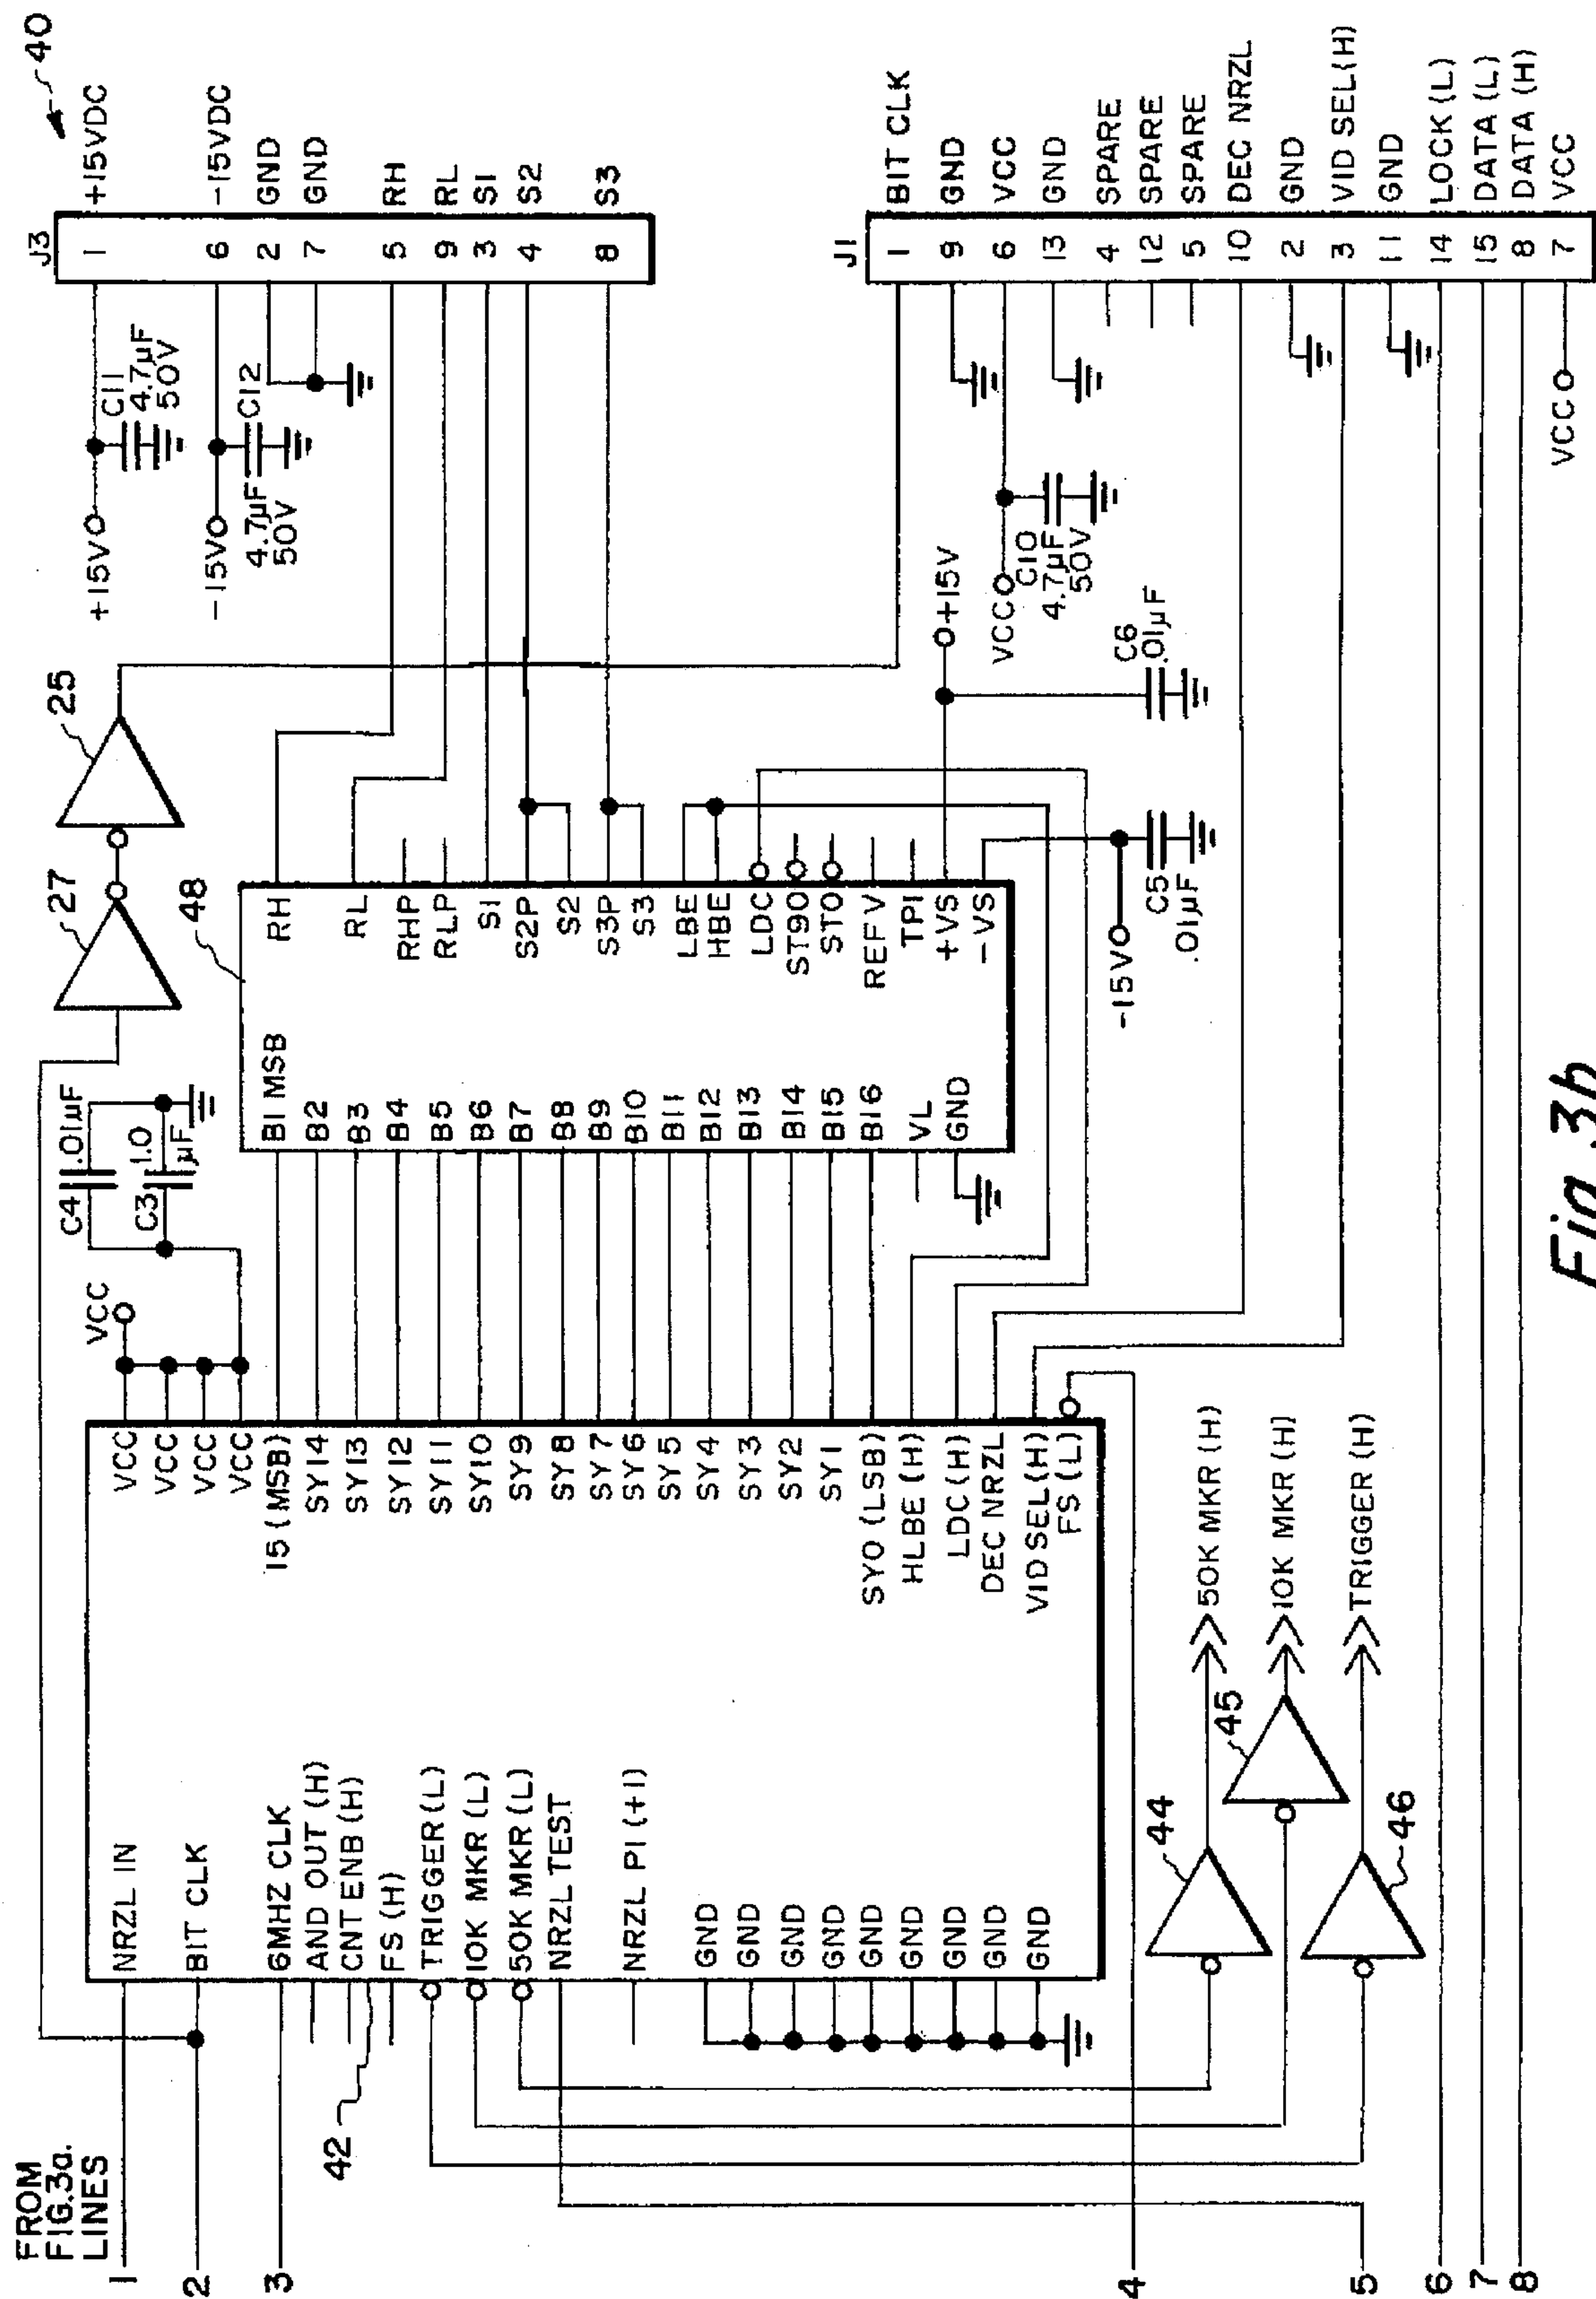 FROM
FIG.3a.
LINES
1
2
3
4
5
6
7
8
42
NRZL IN
BIT CLK
6MHZ CLK
AND OUT (H)
CNT ENB (H)
FS (H)
TRIGGER (L)
10K MKR (L)
50K MKR (L)
NRZL TEST
NRZL PI (+1)
GND
GND
GND
GND
GND
GND
GND
GND
GND
VCC
VCC
VCC
VCC
15 (MSB)
SY14
SY13
SY12
SY11
SY10
SY9
SY8
SY7
SY6
SY5
SY4
SY3
SY2
SY1
SY0 (LSB)
HLBE (H)
LDC (H)
DEC NRZL
VID SEL (H)
FS (L)
44
45
46
50K MKR (H)
10K MKR (H)
TRIGGER (H)
VCC
C4
.01µF
C3
1.0
µF
27
25
48
B1 MSB
B2
B3
B4
B5
B6
B7
B8
B9
B10
B11
B12
B13
B14
B15
B16
VL
GND
RH
RL
RHP
RLP
S1
S2P
S2
S3P
S3
LBE
HBE
LDC
ST90
ST0
REFV
TP1
+VS
-VS
-15V
C5
.01µF
+15V
C6
.01µF
VCC
C10
4.7µF
50V
+15V
C11
4.7µF
50V
-15V
C12
4.7µF
50V
VCC
40
J3
1 +15VDC
6 -15VDC
2 GND
7 GND
5 RH
9 RL
3 S1
4 S2
8 S3
J1
1 BIT CLK
9 GND
6 VCC
13 GND
4 SPARE
12 SPARE
5 SPARE
10 DEC NRZL
2 GND
3 VID SEL(H)
11 GND
14 LOCK (L)
15 DATA (L)
8 DATA (H)
7 VCC
Fig.3b